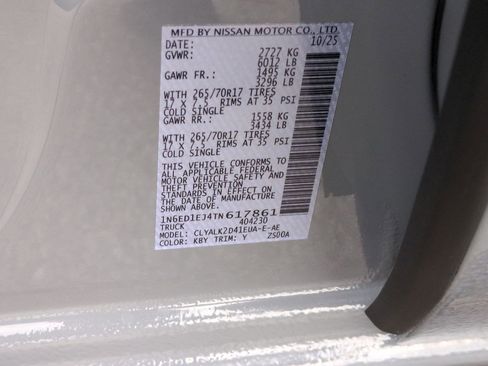 MFD BY NISSAN MOTOR CO., LTD.
DATE: 10/25
GVWR: 2727 KG
6012 LB
GAWR FR.: 1495 KG
3296 LB
WITH 265/70R17 TIRES
17 X 7.5 RIMS AT 35 PSI
COLD SINGLE
GAWR RR.: 1558 KG
3434 LB
WITH 265/70R17 TIRES
17 X 7.5 RIMS AT 35 PSI
COLD SINGLE
THIS VEHICLE CONFORMS TO
ALL APPLICABLE FEDERAL
MOTOR VEHICLE SAFETY AND
THEFT PREVENTION
STANDARDS IN EFFECT ON
THE DATE OF MANUFACTURE
SHOWN ABOVE.
1N6ED1EJ4TN617861
TRUCK 40423D
MODEL: CLYALK2D41EUA-E-AE
COLOR: KBY TRIM: Y ZS00A